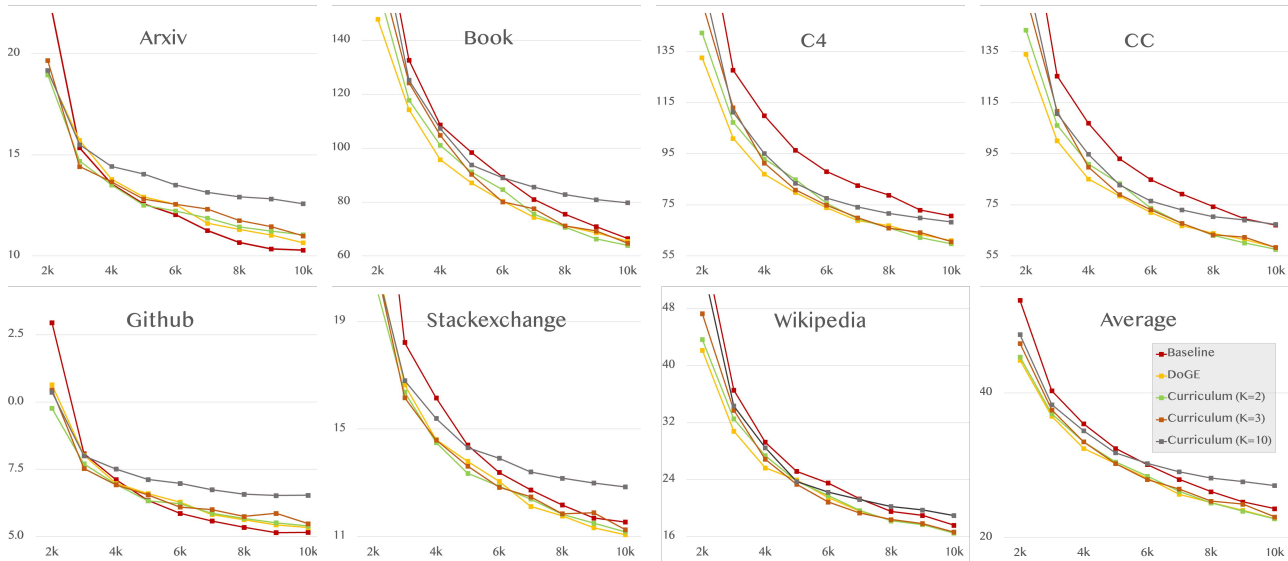 Arxiv
20
15
10
2k 4k 6k 8k 10k
Book
140
120
100
80
60
2k 4k 6k 8k 10k
C4
135
115
95
75
55
2k 4k 6k 8k 10k
CC
135
115
95
75
55
2k 4k 6k 8k 10k
Github
2.5
0.0
7.5
5.0
2k 4k 6k 8k 10k
Stackexchange
19
15
11
2k 4k 6k 8k 10k
Wikipedia
48
40
32
24
16
2k 4k 6k 8k 10k
Average
40
20
2k 4k 6k 8k 10k
Baseline
DoGE
Curriculum (K=2)
Curriculum (K=3)
Curriculum (K=10)